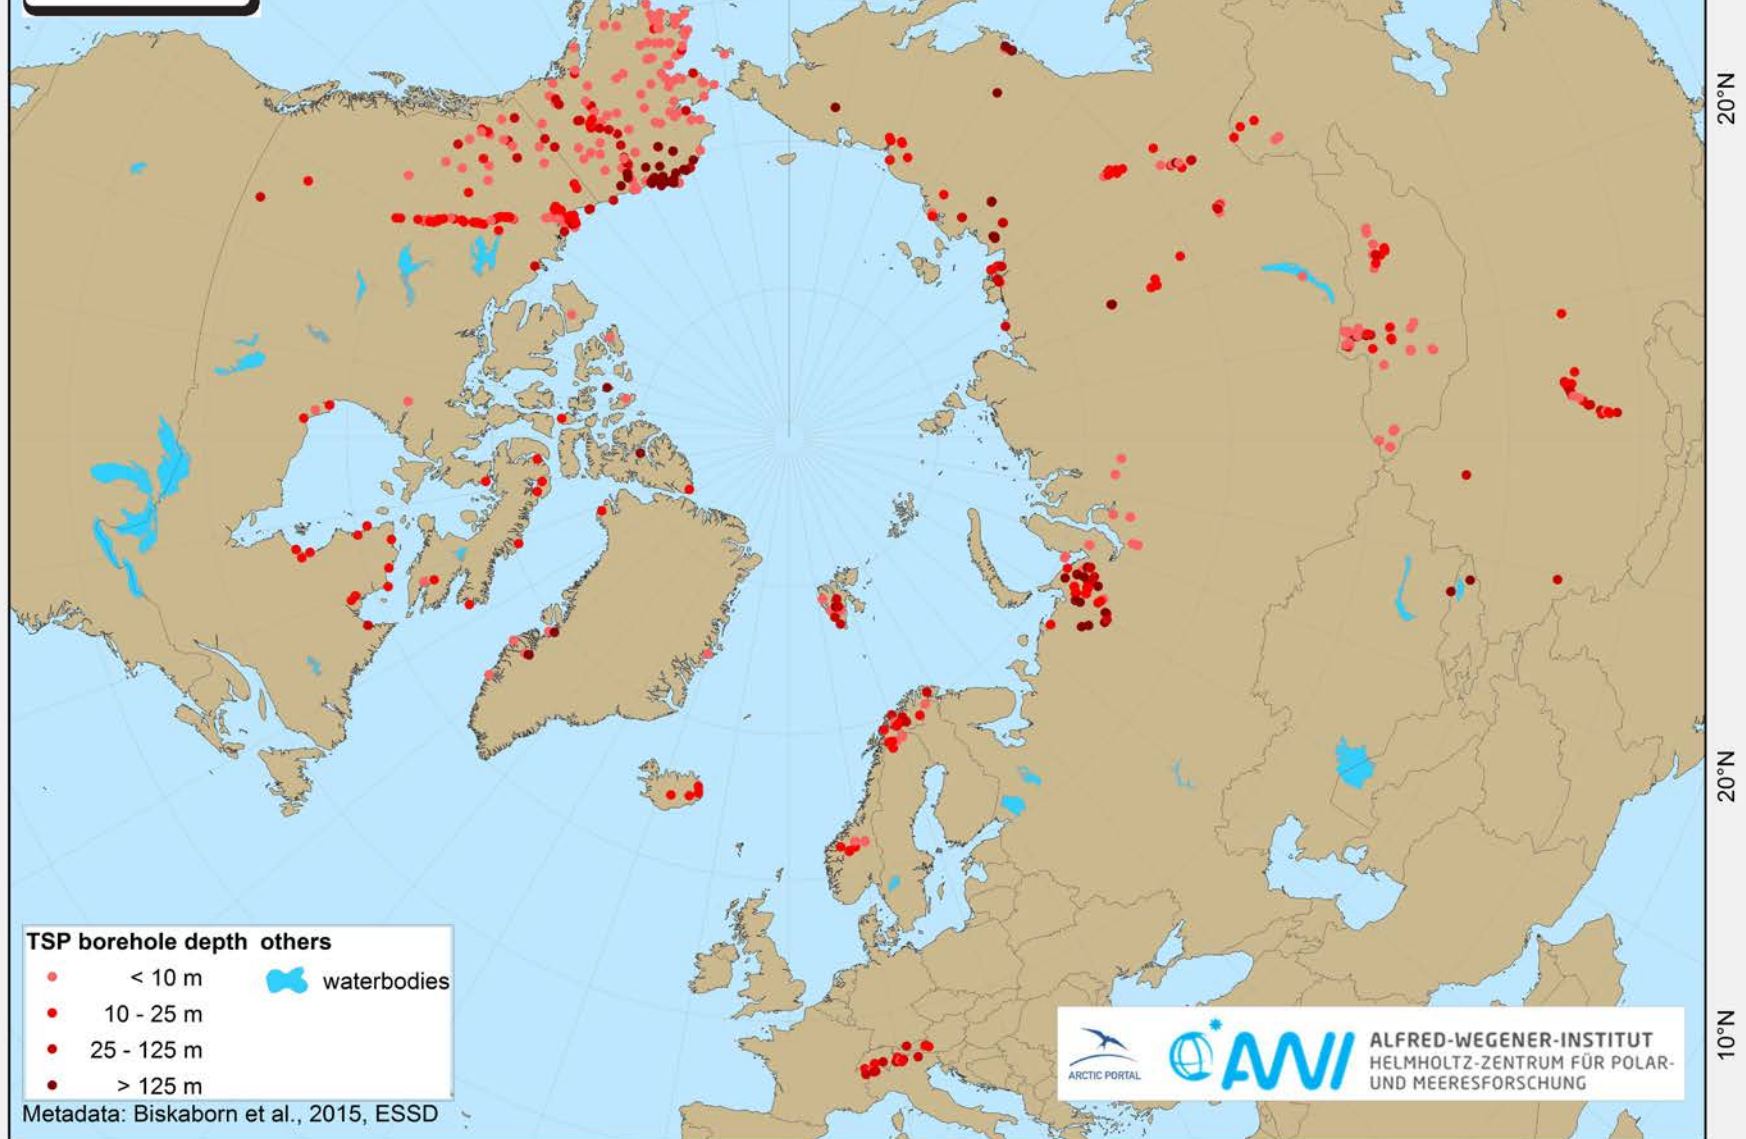 20°N
20°N
10°N
TSP borehole depth others
< 10 m
waterbodies
10 - 25 m
25 - 125 m
> 125 m
Metadata: Biskaborn et al., 2015, ESSD
ARCTIC PORTAL
AWI
ALFRED-WEGENER-INSTITUT
HELMHOLTZ-ZENTRUM FÜR POLAR-
UND MEERESFORSCHUNG